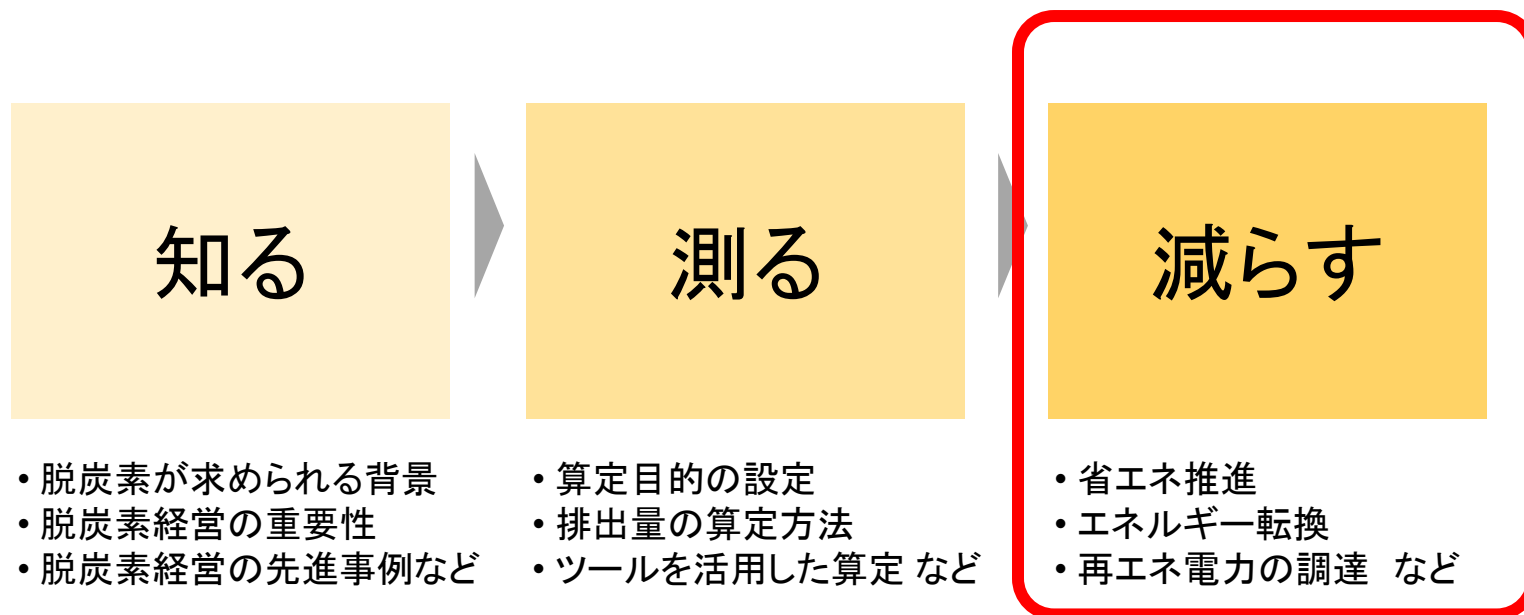 知る
• 脱炭素が求められる背景
• 脱炭素経営の重要性
• 脱炭素経営の先進事例など
測る
• 算定目的の設定
• 排出量の算定方法
• ツールを活用した算定 など
減らす
• 省エネ推進
• エネルギー転換
• 再エネ電力の調達 など